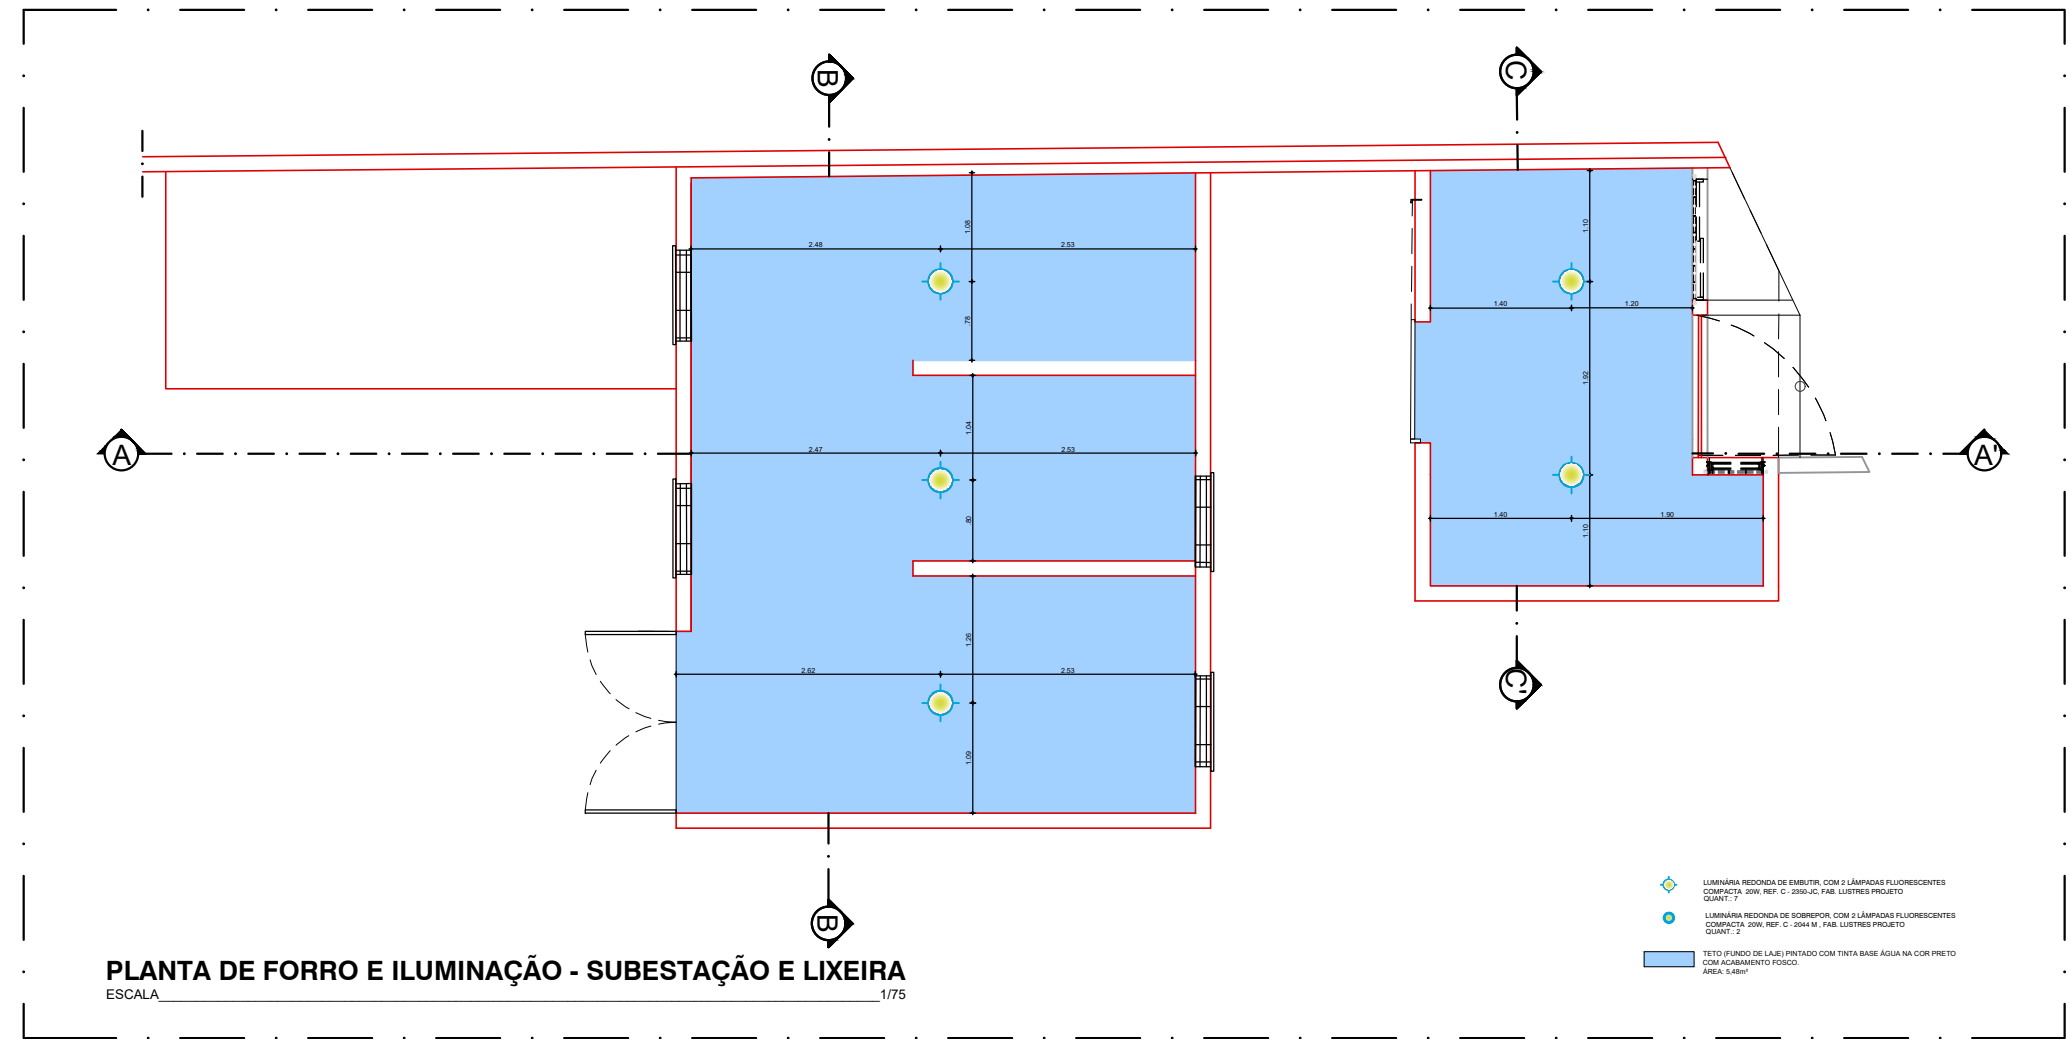 B
C
1.08
1.10
2.48
2.53
.78
1.40
1.20
1.92
1.04
A
2.47
2.53
A'
.80
1.40
1.90
1.10
1.26
2.62
2.53
C'
1.09
B
LUMINÁRIA REDONDA DE EMBUTIR, COM 2 LÂMPADAS FLUORESCENTES
COMPACTA 20W, REF. C - 2350-JC, FAB. LUSTRES PROJETO
QUANT.: 7
LUMINÁRIA REDONDA DE SOBREPOR, COM 2 LÂMPADAS FLUORESCENTES
COMPACTA 20W, REF. C - 2044 M , FAB. LUSTRES PROJETO
QUANT.: 2
TETO (FUNDO DE LAJE) PINTADO COM TINTA BASE ÁGUA NA COR PRETO
COM ACABAMENTO FOSCO.
ÁREA: 5,48m²
PLANTA DE FORRO E ILUMINAÇÃO - SUBESTAÇÃO E LIXEIRA
ESCALA 1/75